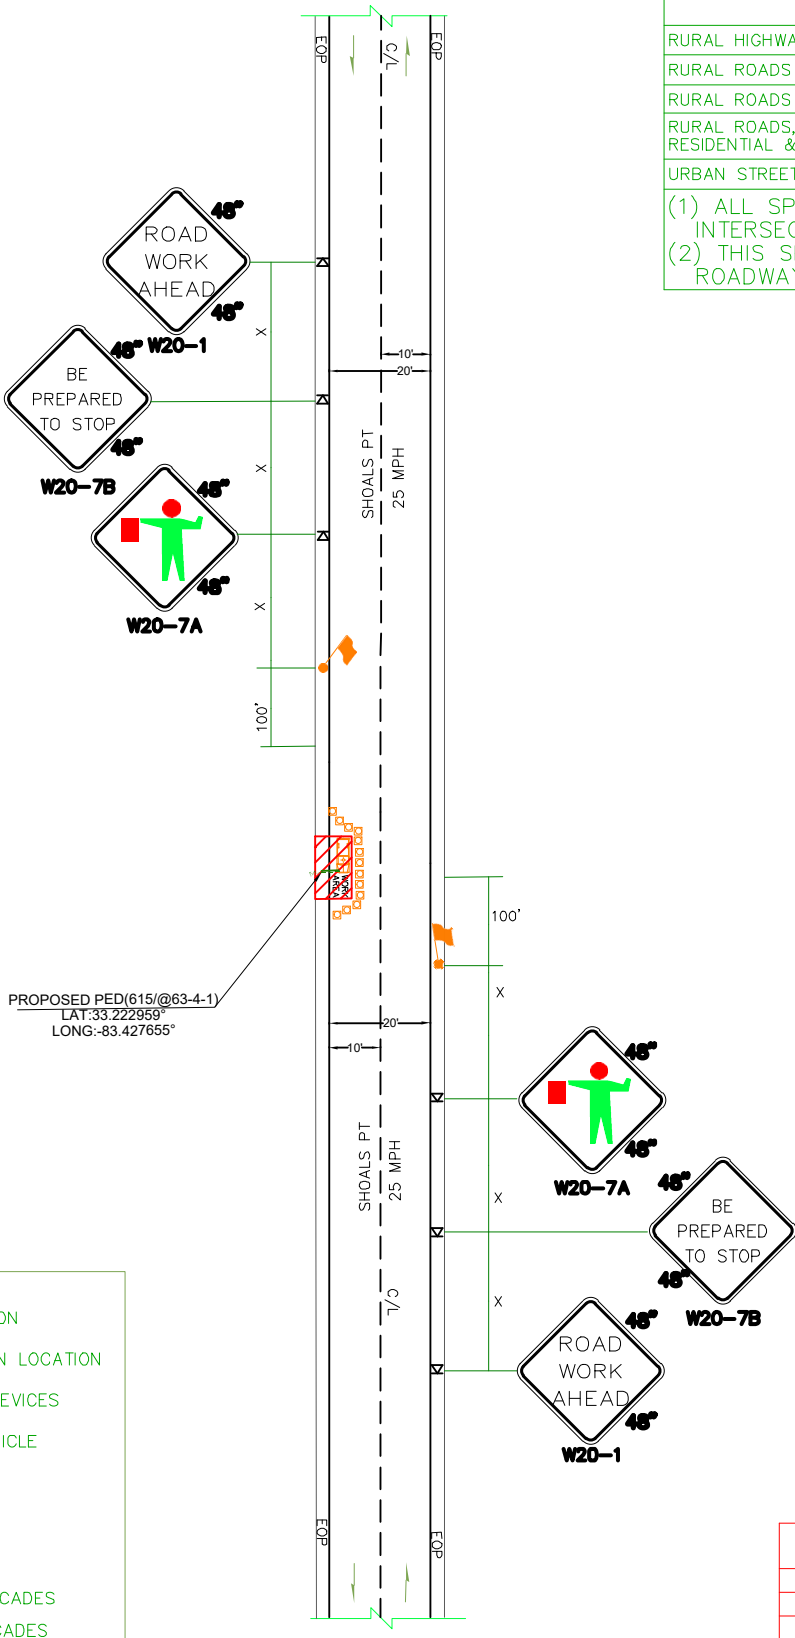 EOP
C/L
EOP
RURAL HIGHWA
RURAL ROADS
RURAL ROADS
RURAL ROADS,
RESIDENTIAL &
URBAN STREET
(1) ALL SP
INTERSEC
(2) THIS S
ROADWAY
48"
ROAD
WORK
AHEAD
48"
W20-1
X
10'
20'
48"
BE
PREPARED
TO STOP
48"
W20-7B
X
SHOALS PT
25 MPH
48"
48"
W20-7A
X
100'
WORK
AREA
100'
X
PROPOSED PED(615/@63-4-1)
LAT:33.222959°
LONG:-83.427655°
20'
10'
48"
48"
W20-7A
SHOALS PT
25 MPH
X
48"
BE
PREPARED
TO STOP
48"
W20-7B
C/L
X
48"
ROAD
WORK
AHEAD
48"
W20-1
ON
N LOCATION
EVICES
ICLE
EOP
EOP
CADES
CADES